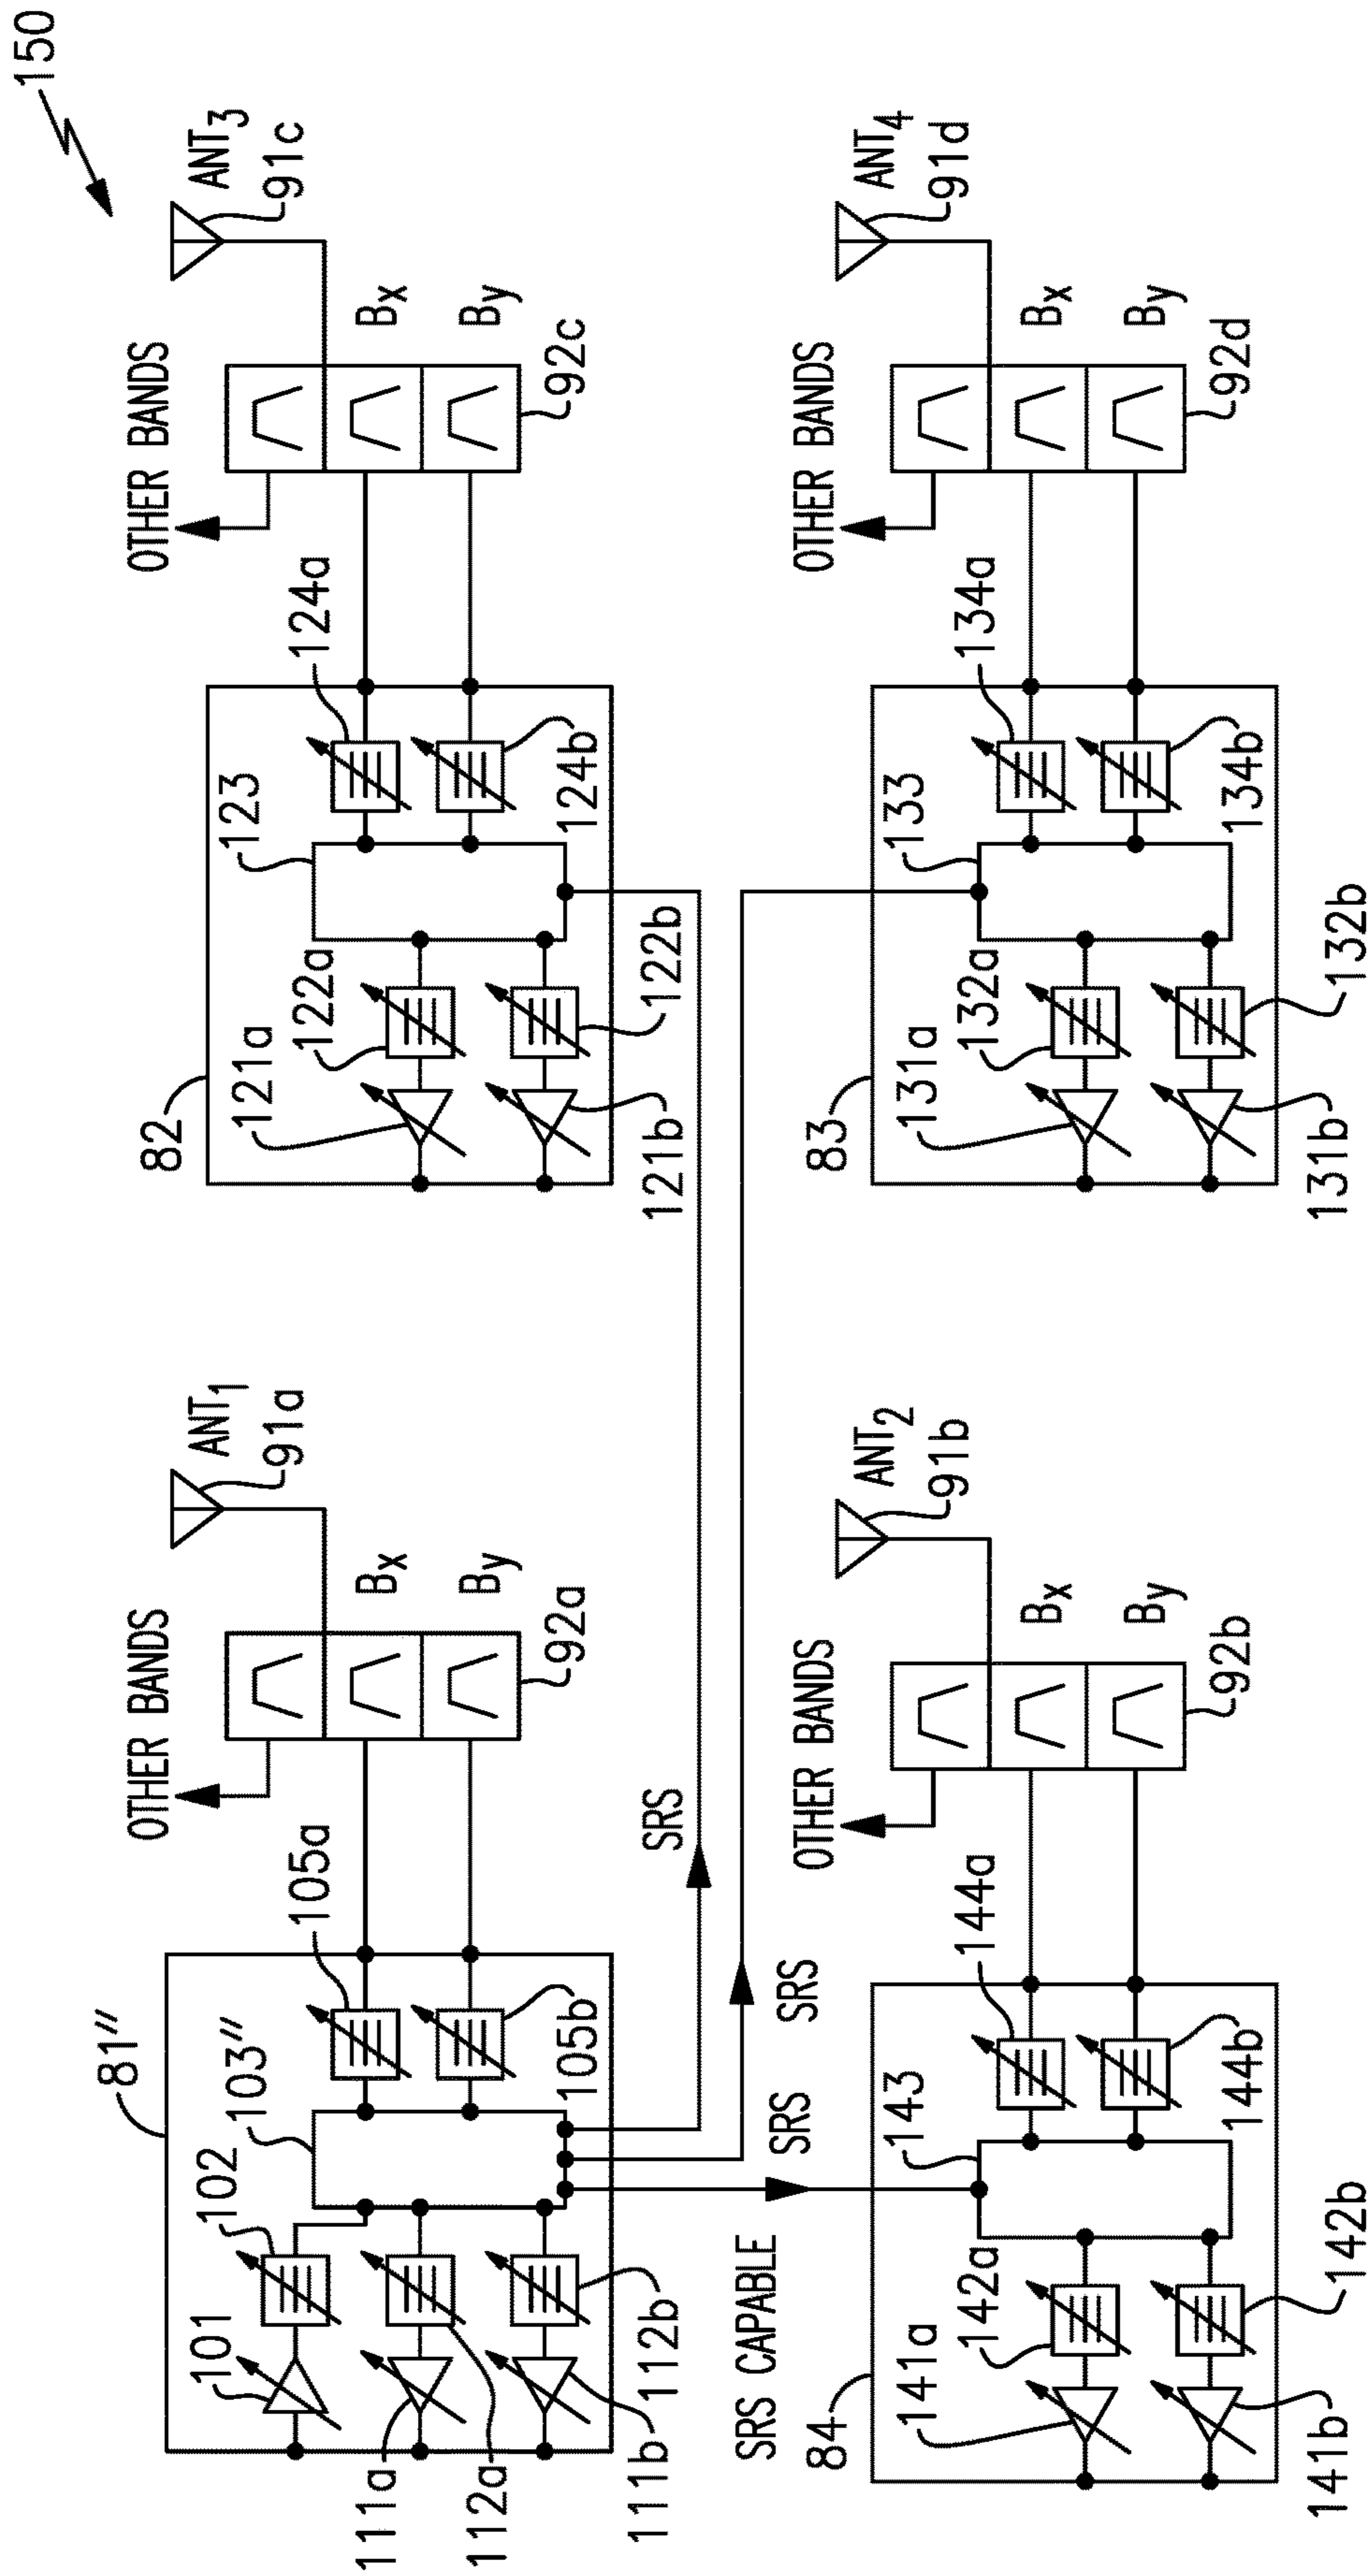 150
81"
101
102
103"
105a
105b
111a
112a
111b
112b
SRS CAPABLE
OTHER BANDS
ANT1
91a
Bx
By
92a
SRS
SRS
SRS
82
121a
122a
123
124a
124b
122b
121b
OTHER BANDS
ANT3
91c
Bx
By
92c
84
141a
142a
143
144a
144b
142b
141b
OTHER BANDS
ANT2
91b
Bx
By
92b
83
131a
132a
133
134a
134b
132b
131b
OTHER BANDS
ANT4
91d
Bx
By
92d